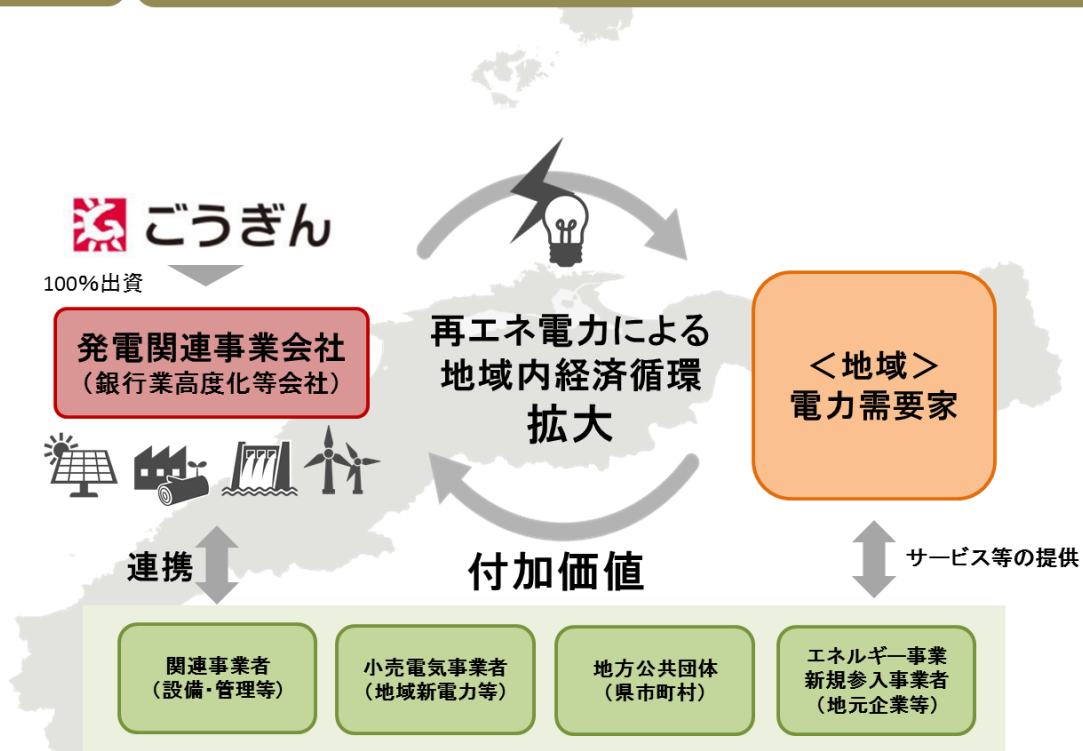 ごうぎん
100%出資
発電関連事業会社
（銀行業高度化等会社）
再エネ電力による
地域内経済循環
拡大
＜地域＞
電力需要家
連携
付加価値
サービス等の提供
関連事業者
（設備・管理等）
小売電気事業者
（地域新電力等）
地方公共団体
（県市町村）
エネルギー事業
新規参入事業者
（地元企業等）